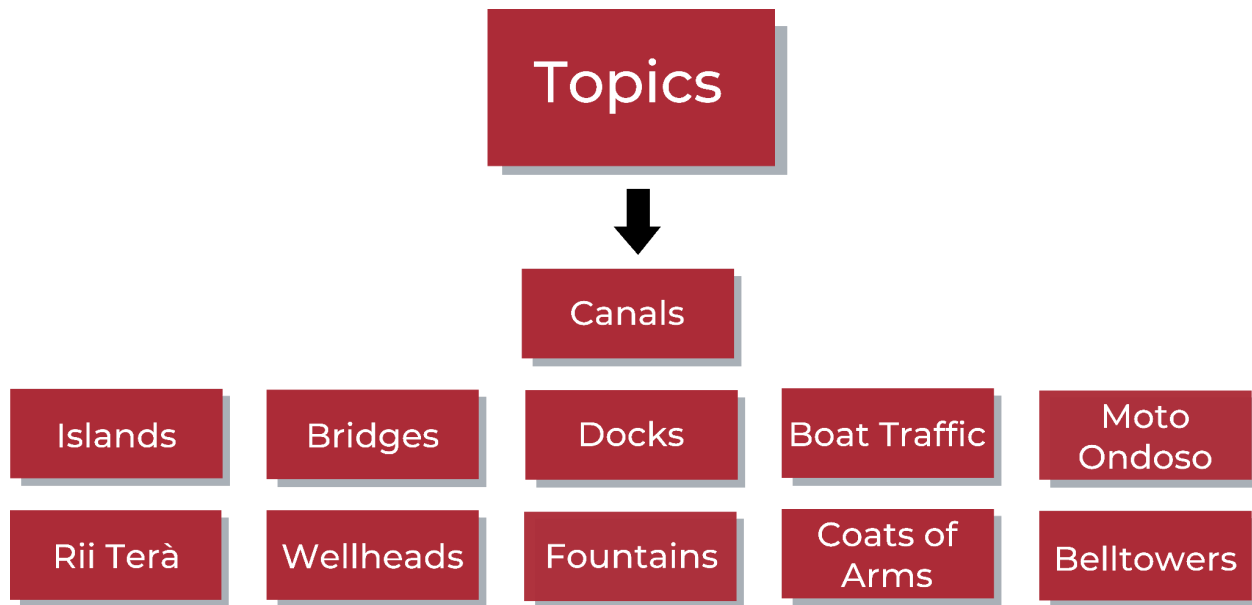 Topics
Canals
Islands
Bridges
Docks
Boat Traffic
Moto
Ondoso
Rii Terà
Wellheads
Fountains
Coats of
Arms
Belltowers